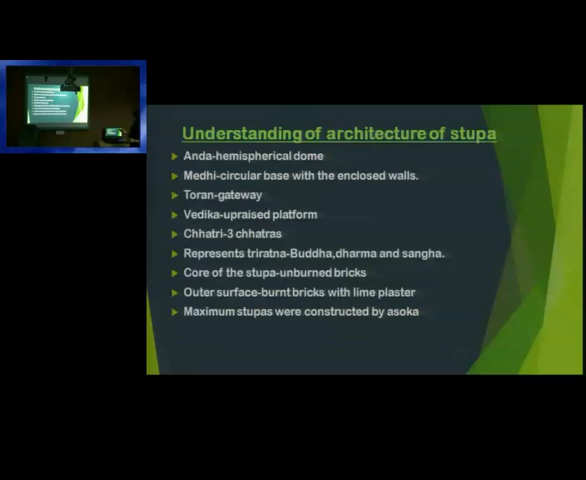 Understanding of architecture of stupa
Anda-hemispherical dome
Medhi-circular base with the enclosed walls.
Toran-gateway
Vedika-upraised platform
Chhatri-3 chhatras
Represents triratna-Buddha,dharma and sangha.
Core of the stupa-unburned bricks
Outer surface-burnt bricks with lime plaster
Maximum stupas were constructed by asoka